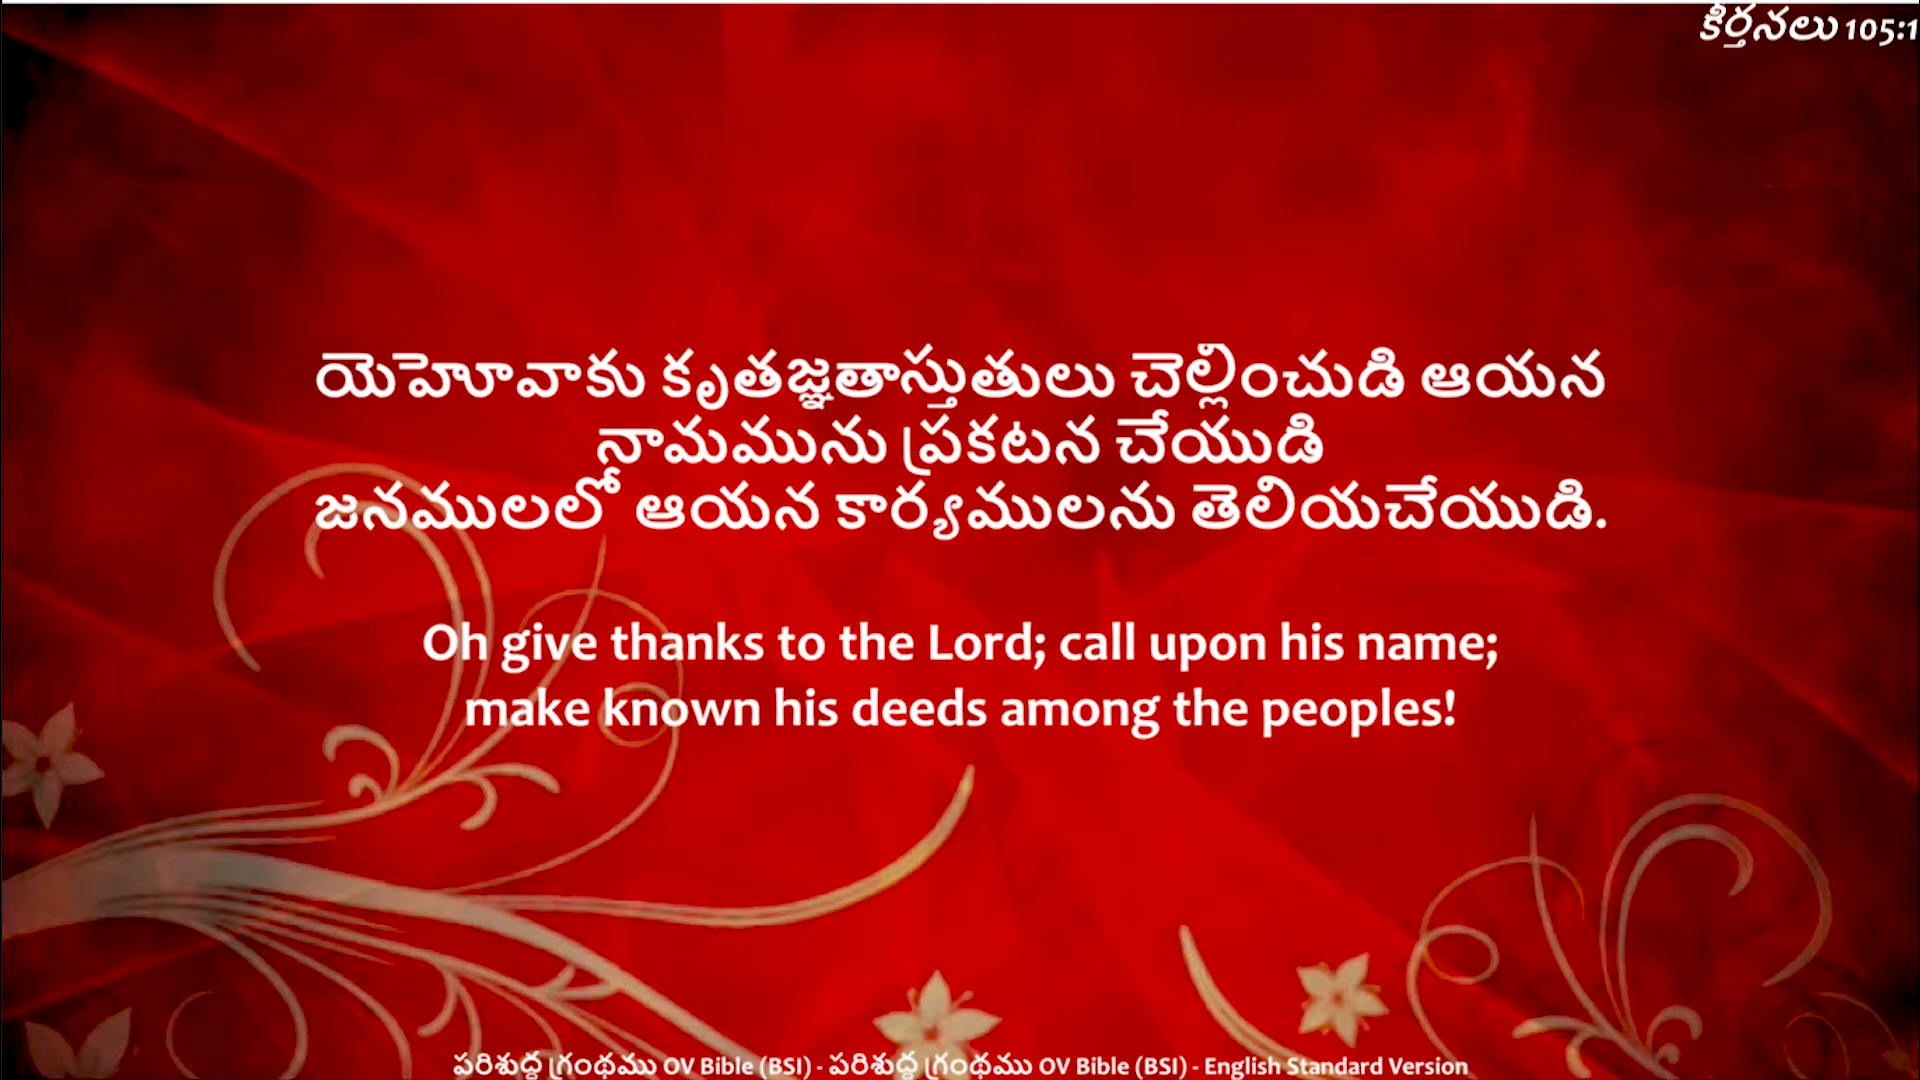 కీర్తనలు 105:1
యెహోవాకు కృతజ్ఞతాస్తుతులు చెల్లించుడి ఆయన
నామమును ప్రకటన చేయుడి
జనములలో ఆయన కార్యములను తెలియచేయుడి.
Oh give thanks to the Lord; call upon his name;
make known his deeds among the peoples!
పరిశుద్ధ గ్రంథము OV Bible (BSI) - పరిశుద్ధ గ్రంథము OV Bible (BSI) - English Standard Version